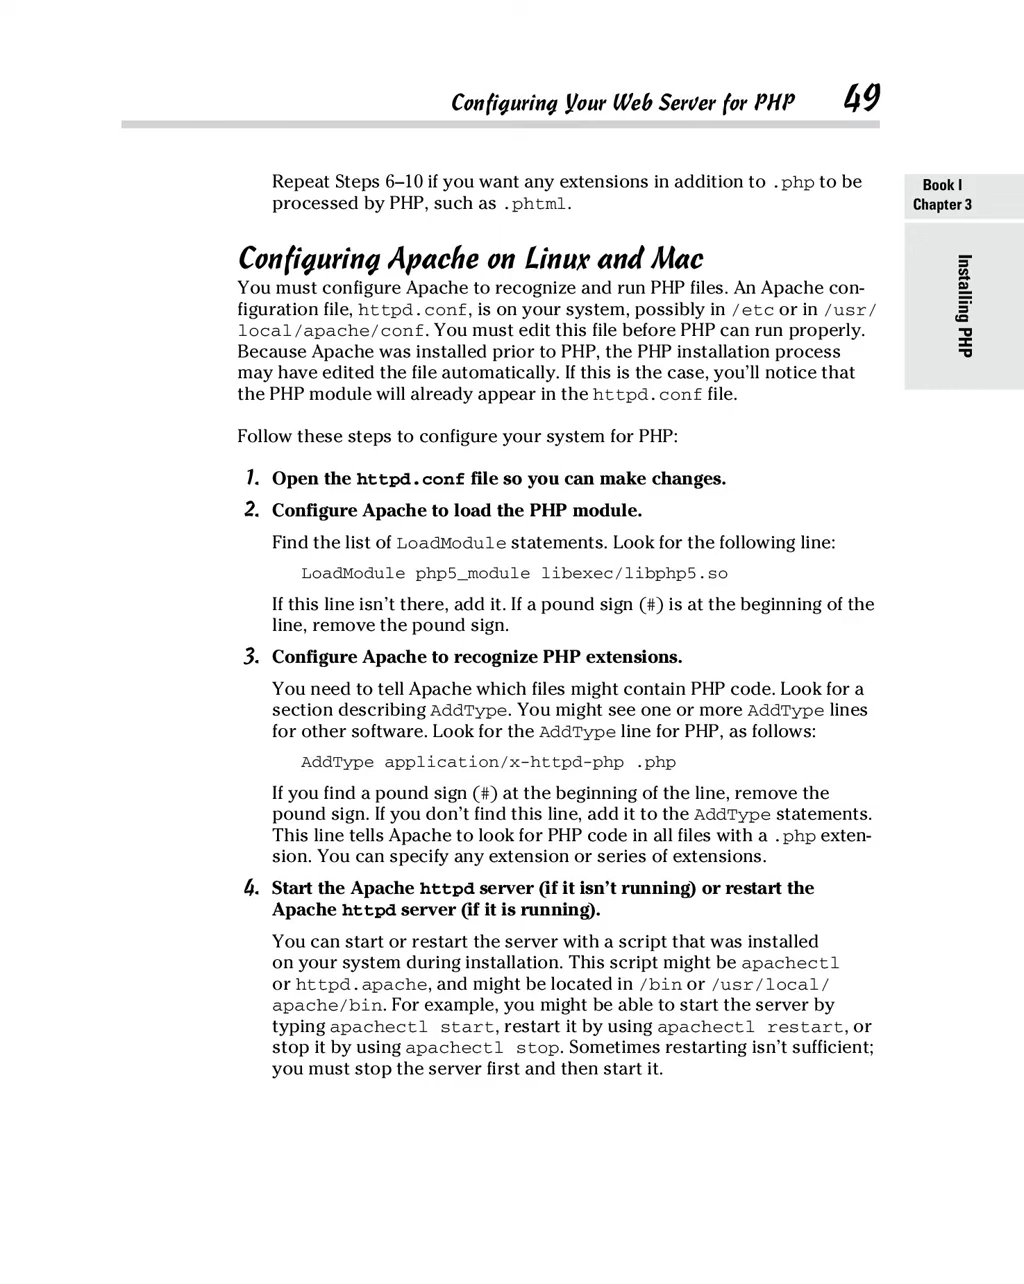 Configuring Your Web Server for PHP 49
Book I
Chapter 3
Installing PHP
Repeat Steps 6–10 if you want any extensions in addition to .php to be
processed by PHP, such as .phtml.
Configuring Apache on Linux and Mac
You must configure Apache to recognize and run PHP files. An Apache con-
figuration file, httpd.conf, is on your system, possibly in /etc or in /usr/
local/apache/conf. You must edit this file before PHP can run properly.
Because Apache was installed prior to PHP, the PHP installation process
may have edited the file automatically. If this is the case, you’ll notice that
the PHP module will already appear in the httpd.conf file.
Follow these steps to configure your system for PHP:
1. Open the httpd.conf file so you can make changes.
2. Configure Apache to load the PHP module.
Find the list of LoadModule statements. Look for the following line:
LoadModule php5_module libexec/libphp5.so
If this line isn’t there, add it. If a pound sign (#) is at the beginning of the
line, remove the pound sign.
3. Configure Apache to recognize PHP extensions.
You need to tell Apache which files might contain PHP code. Look for a
section describing AddType. You might see one or more AddType lines
for other software. Look for the AddType line for PHP, as follows:
AddType application/x-httpd-php .php
If you find a pound sign (#) at the beginning of the line, remove the
pound sign. If you don’t find this line, add it to the AddType statements.
This line tells Apache to look for PHP code in all files with a .php exten-
sion. You can specify any extension or series of extensions.
4. Start the Apache httpd server (if it isn’t running) or restart the
Apache httpd server (if it is running).
You can start or restart the server with a script that was installed
on your system during installation. This script might be apachectl
or httpd.apache, and might be located in /bin or /usr/local/
apache/bin. For example, you might be able to start the server by
typing apachectl start, restart it by using apachectl restart, or
stop it by using apachectl stop. Sometimes restarting isn’t sufficient;
you must stop the server first and then start it.